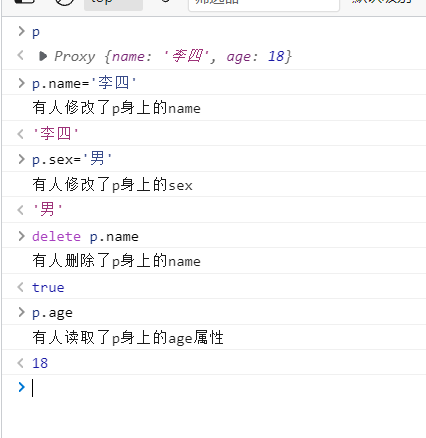 top
p
Proxy {name: '李四', age: 18}
p.name='李四'
有人修改了p身上的name
'李四'
p.sex='男'
有人修改了p身上的sex
'男'
delete p.name
有人删除了p身上的name
true
p.age
有人读取了p身上的age属性
18